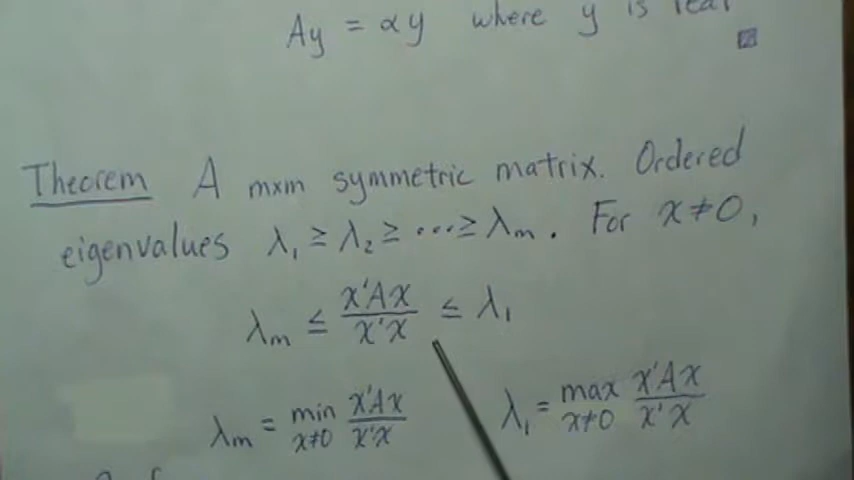 Ay = αy where y is real
Theorem A m×m symmetric matrix. Ordered
eigenvalues λ₁ ≥ λ₂ ≥ ⋯ ≥ λₘ. For x ≠ 0,
λₘ ≤ x'Ax / x'x ≤ λ₁
λₘ = min x≠0 x'Ax / x'x λ₁ = max x≠0 x'Ax / x'x